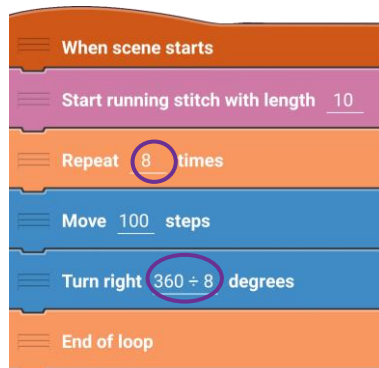 When scene starts
Start running stitch with length 10
Repeat 8 times
Move 100 steps
Turn right 360 ÷ 8 degrees
End of loop